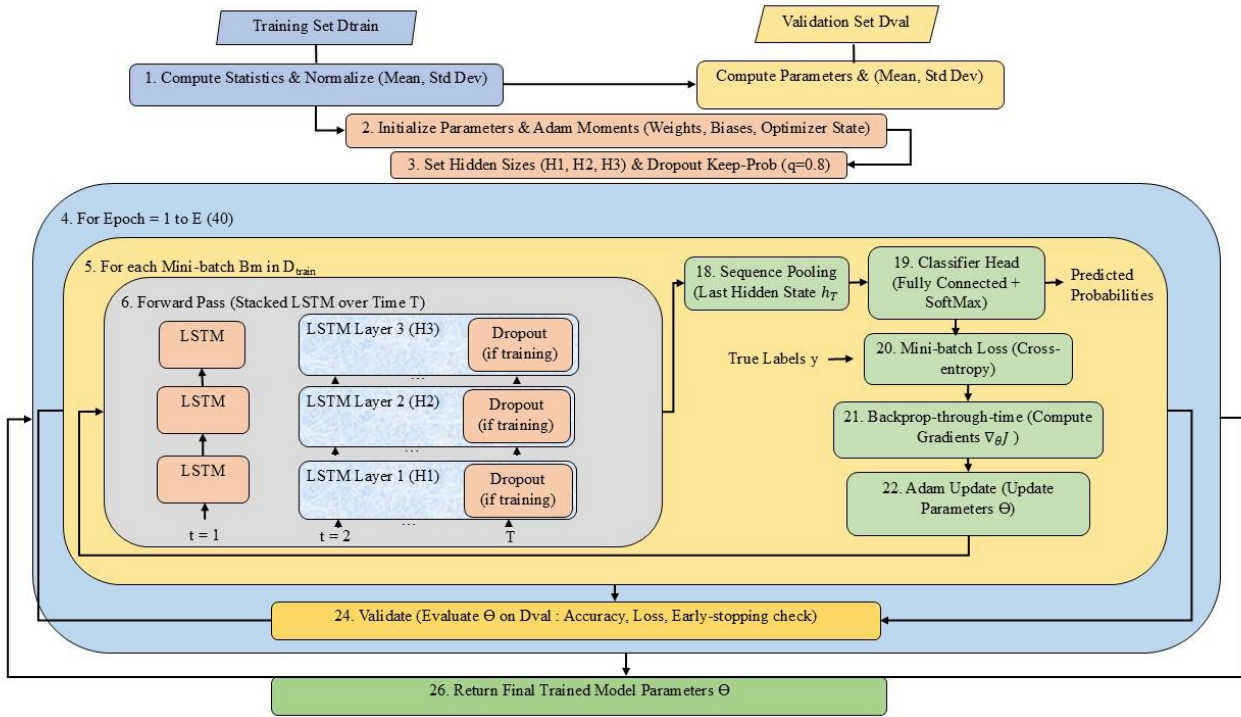 Training Set Dtrain
Validation Set Dval
1. Compute Statistics & Normalize (Mean, Std Dev)
Compute Parameters & (Mean, Std Dev)
2. Initialize Parameters & Adam Moments (Weights, Biases, Optimizer State)
3. Set Hidden Sizes (H1, H2, H3) & Dropout Keep-Prob (q=0.8)
4. For Epoch = 1 to E (40)
5. For each Mini-batch Bm in D_train
6. Forward Pass (Stacked LSTM over Time T)
LSTM
LSTM
LSTM
t = 1
LSTM Layer 3 (H3)
Dropout
(if training)
...
LSTM Layer 2 (H2)
Dropout
(if training)
...
LSTM Layer 1 (H1)
Dropout
(if training)
...
t = 2
T
18. Sequence Pooling
(Last Hidden State h_T
19. Classifier Head
(Fully Connected +
SoftMax)
Predicted
Probabilities
True Labels y
20. Mini-batch Loss (Cross-
entropy)
21. Backprop-through-time (Compute
Gradients ∇_θJ )
22. Adam Update (Update
Parameters Θ)
24. Validate (Evaluate Θ on Dval : Accuracy, Loss, Early-stopping check)
26. Return Final Trained Model Parameters Θ